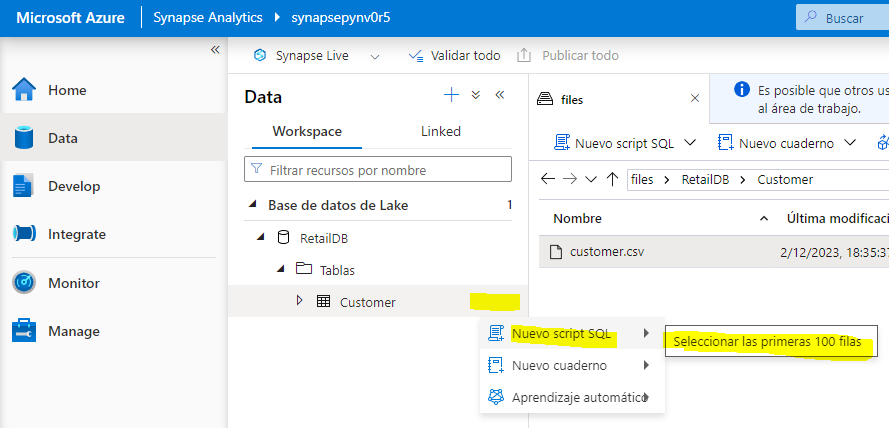 Microsoft Azure Synapse Analytics synapsepynv0r5 Buscar
Synapse Live Validar todo Publicar todo
Home
Data
Develop
Integrate
Monitor
Manage
Data
Workspace Linked
Filtrar recursos por nombre
Base de datos de Lake 1
RetailDB
Tablas
Customer
Nuevo script SQL
Nuevo cuaderno
Aprendizaje automático
Seleccionar las primeras 100 filas
files
Es posible que otros us
al área de trabajo.
Nuevo script SQL Nuevo cuaderno
files RetailDB Customer
Nombre Última modificaci
customer.csv 2/12/2023, 18:35:37